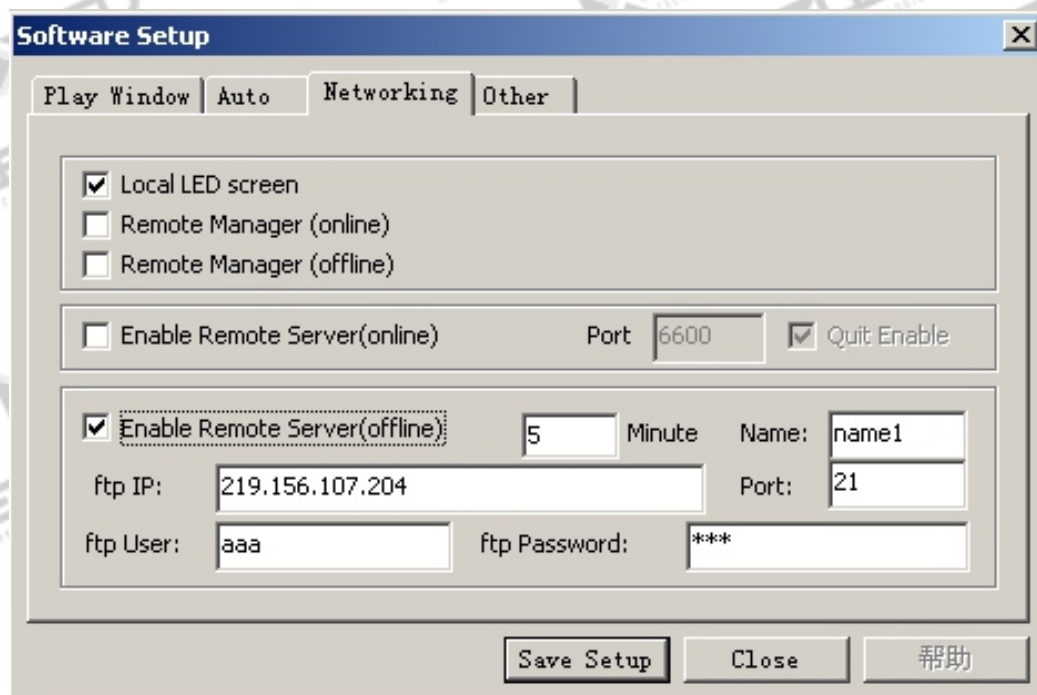 Software Setup
Play Window Auto Networking Other
Local LED screen
Remote Manager (online)
Remote Manager (offline)
Enable Remote Server(online) Port 6600 Quit Enable
Enable Remote Server(offline) 5 Minute Name: name1
ftp IP: 219.156.107.204 Port: 21
ftp User: aaa ftp Password: ***
Save Setup Close 帮助